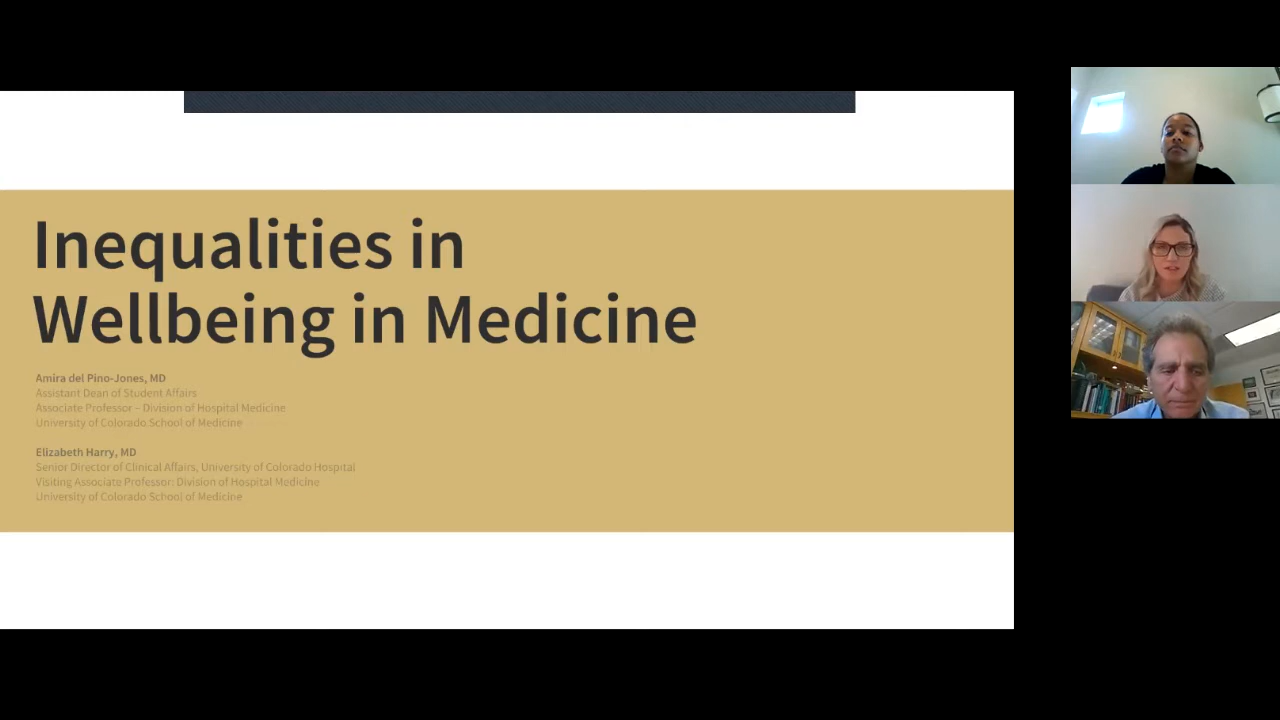 Inequalities in
Wellbeing in Medicine
Amira del Pino-Jones, MD
Assistant Dean of Student Affairs
Associate Professor – Division of Hospital Medicine
University of Colorado School of Medicine
Elizabeth Harry, MD
Senior Director of Clinical Affairs, University of Colorado Hospital
Visiting Associate Professor: Division of Hospital Medicine
University of Colorado School of Medicine